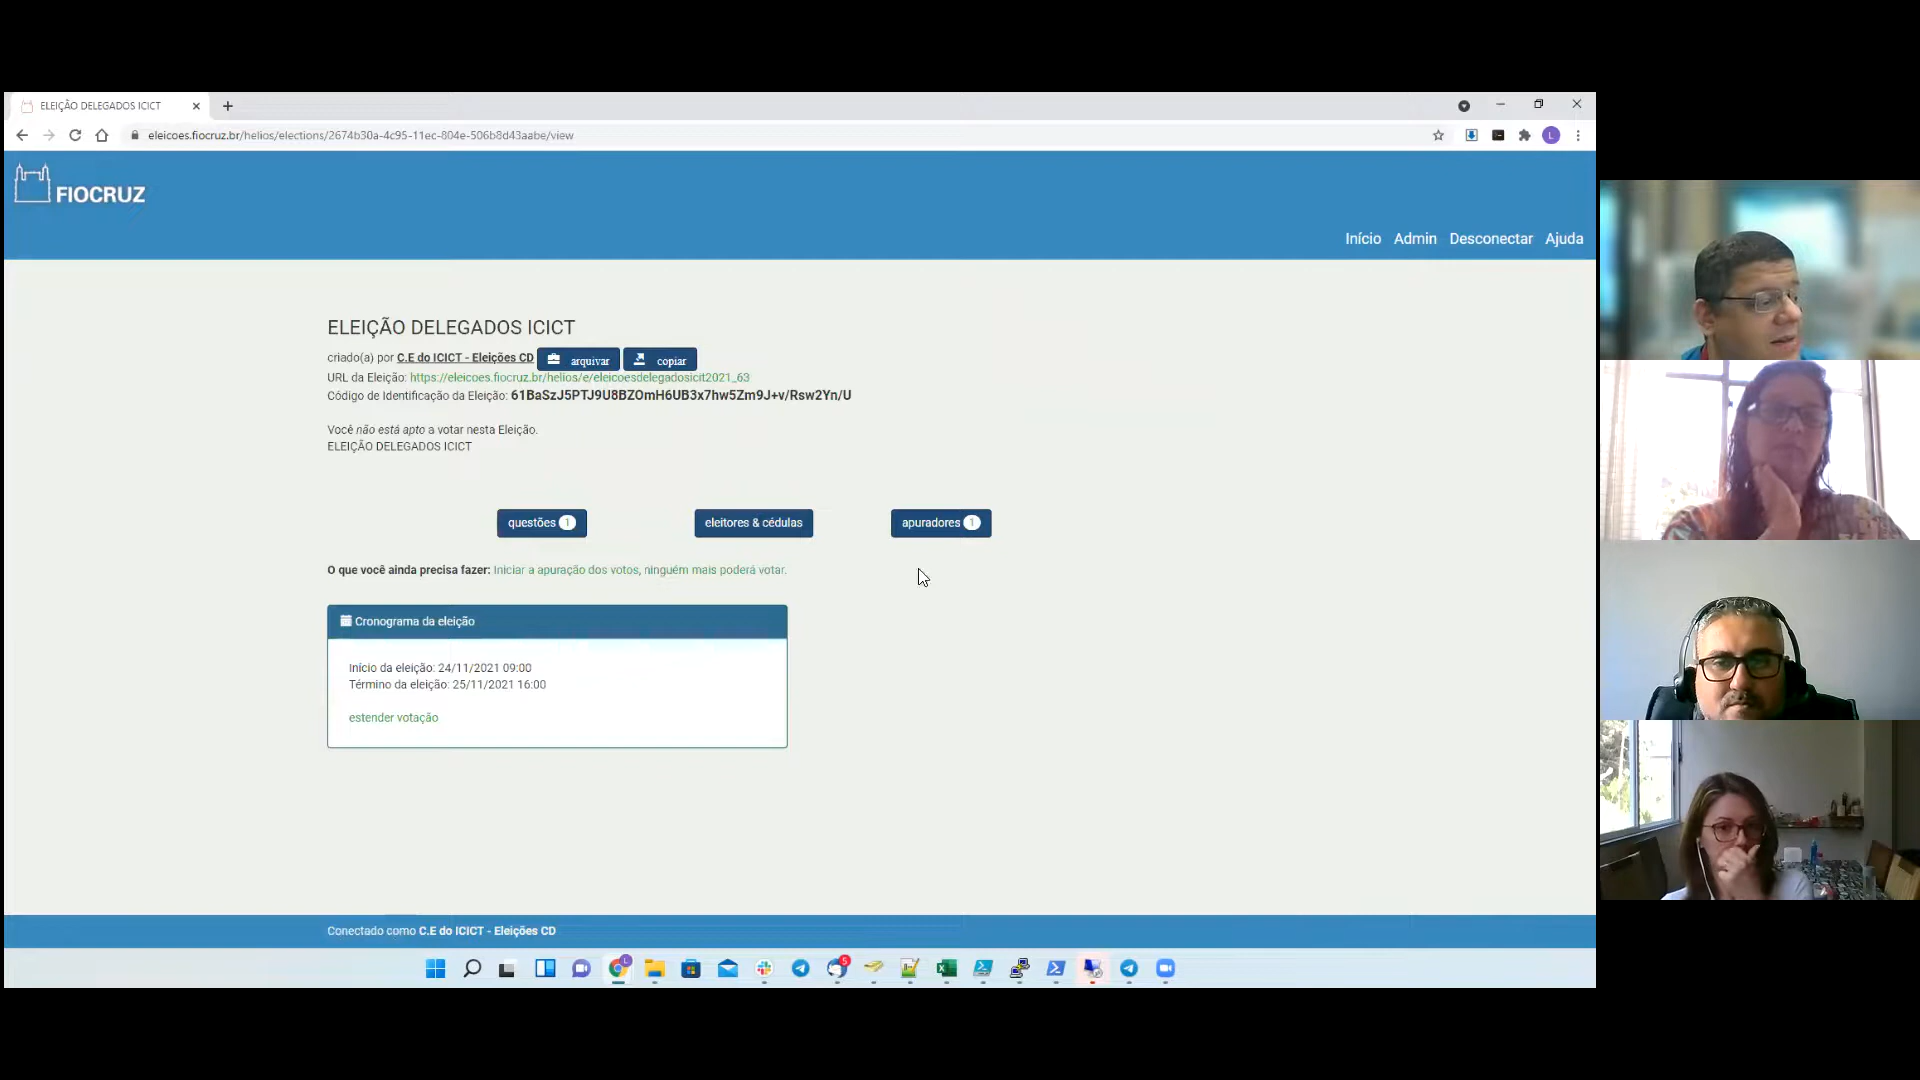 ELEIÇÃO DELEGADOS ICICT
eleicoes.fiocruz.br/helios/elections/2674b30a-4c95-11ec-804e-506b8d43aabe/view
L
FIOCRUZ
Início Admin Desconectar Ajuda
ELEIÇÃO DELEGADOS ICICT
criado(a) por C.E do ICICT - Eleições CD arquivar copiar
URL da Eleição: https://eleicoes.fiocruz.br/helios/e/eleicoesdelegadosicit2021_63
Código de Identificação da Eleição: 61BaSzJ5PTJ9U8BZOmH6UB3x7hw5Zm9J+v/Rsw2Yn/U
Você não está apto a votar nesta Eleição.
ELEIÇÃO DELEGADOS ICICT
questões 1 eleitores & cédulas apuradores 1
O que você ainda precisa fazer: Iniciar a apuração dos votos, ninguém mais poderá votar.
Cronograma da eleição
Início da eleição: 24/11/2021 09:00
Término da eleição: 25/11/2021 16:00
estender votação
Conectado como C.E do ICICT - Eleições CD
L 5